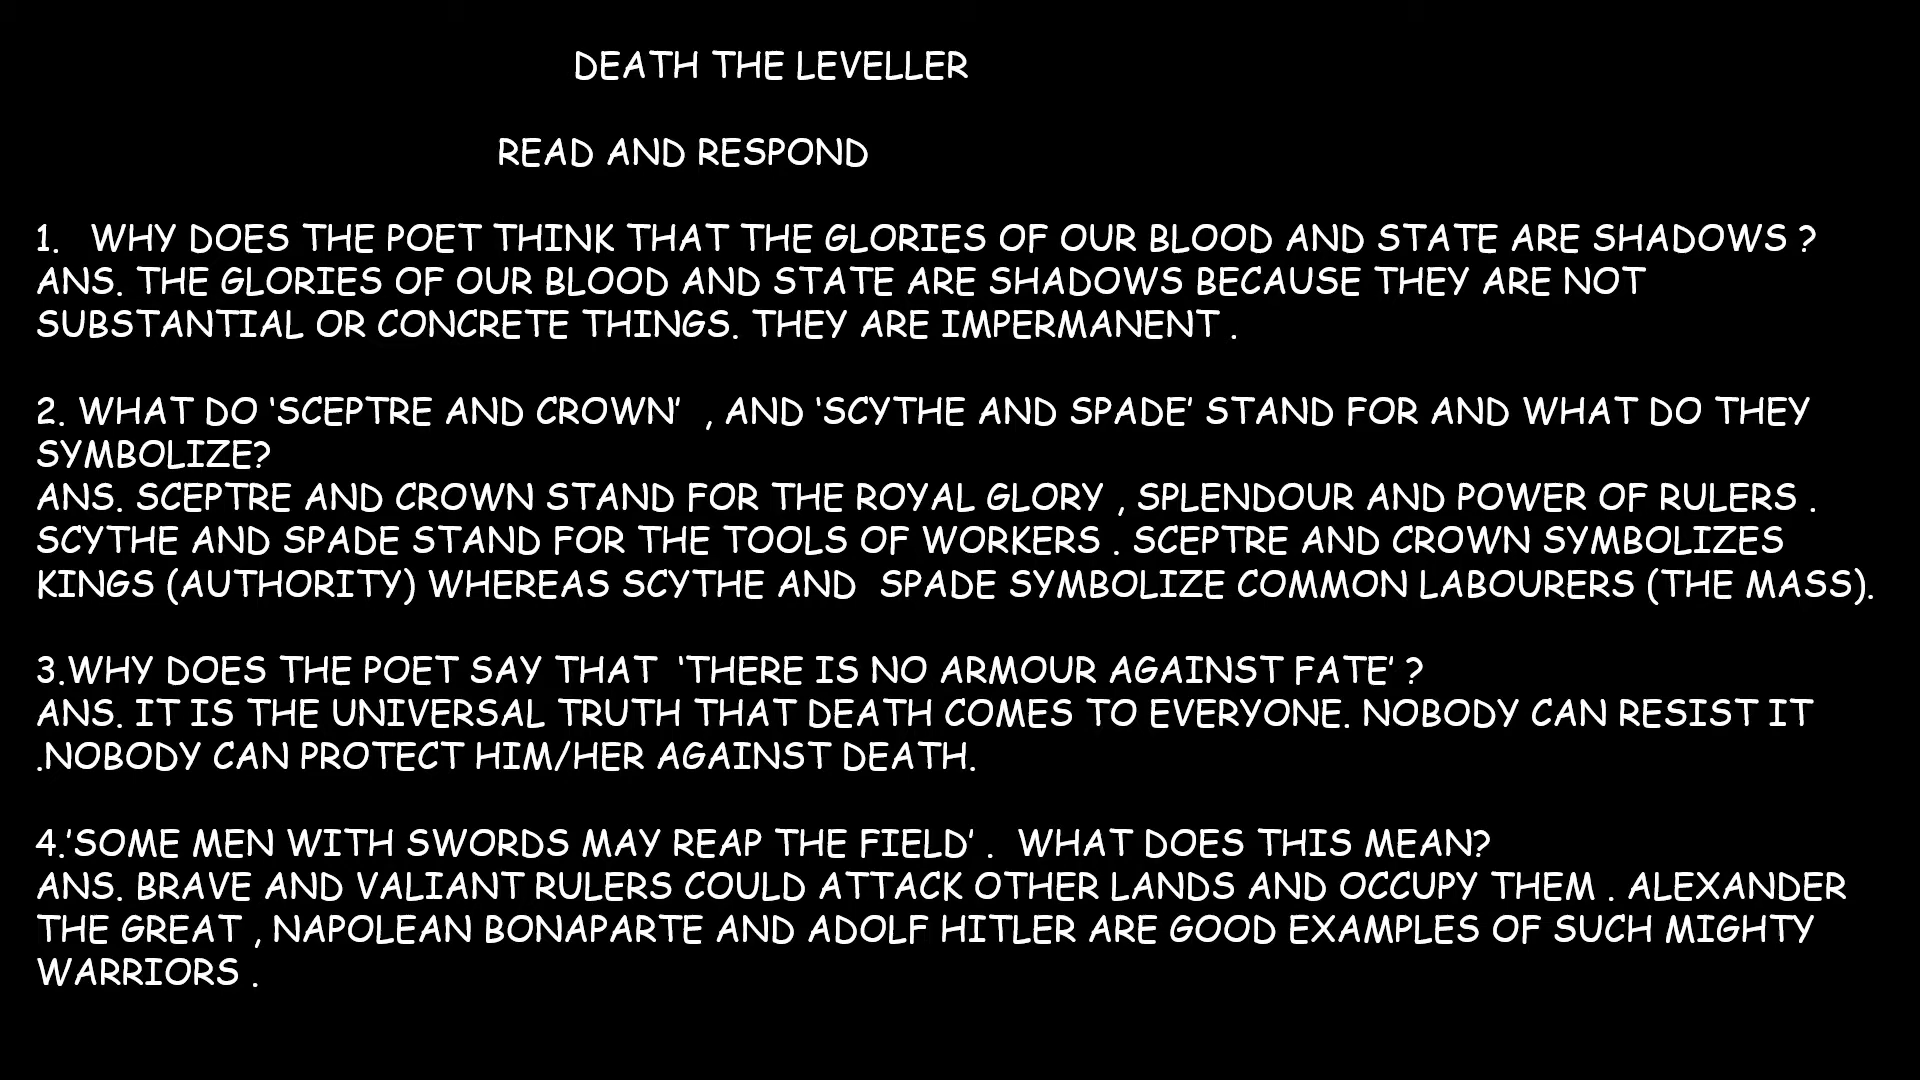 DEATH THE LEVELLER
READ AND RESPOND
1. WHY DOES THE POET THINK THAT THE GLORIES OF OUR BLOOD AND STATE ARE SHADOWS ?
ANS. THE GLORIES OF OUR BLOOD AND STATE ARE SHADOWS BECAUSE THEY ARE NOT
SUBSTANTIAL OR CONCRETE THINGS. THEY ARE IMPERMANENT .
2. WHAT DO ‘SCEPTRE AND CROWN’ , AND ‘SCYTHE AND SPADE’ STAND FOR AND WHAT DO THEY
SYMBOLIZE?
ANS. SCEPTRE AND CROWN STAND FOR THE ROYAL GLORY , SPLENDOUR AND POWER OF RULERS .
SCYTHE AND SPADE STAND FOR THE TOOLS OF WORKERS . SCEPTRE AND CROWN SYMBOLIZES
KINGS (AUTHORITY) WHEREAS SCYTHE AND SPADE SYMBOLIZE COMMON LABOURERS (THE MASS).
3.WHY DOES THE POET SAY THAT ‘THERE IS NO ARMOUR AGAINST FATE’ ?
ANS. IT IS THE UNIVERSAL TRUTH THAT DEATH COMES TO EVERYONE. NOBODY CAN RESIST IT
.NOBODY CAN PROTECT HIM/HER AGAINST DEATH.
4.’SOME MEN WITH SWORDS MAY REAP THE FIELD’ . WHAT DOES THIS MEAN?
ANS. BRAVE AND VALIANT RULERS COULD ATTACK OTHER LANDS AND OCCUPY THEM . ALEXANDER
THE GREAT , NAPOLEAN BONAPARTE AND ADOLF HITLER ARE GOOD EXAMPLES OF SUCH MIGHTY
WARRIORS .